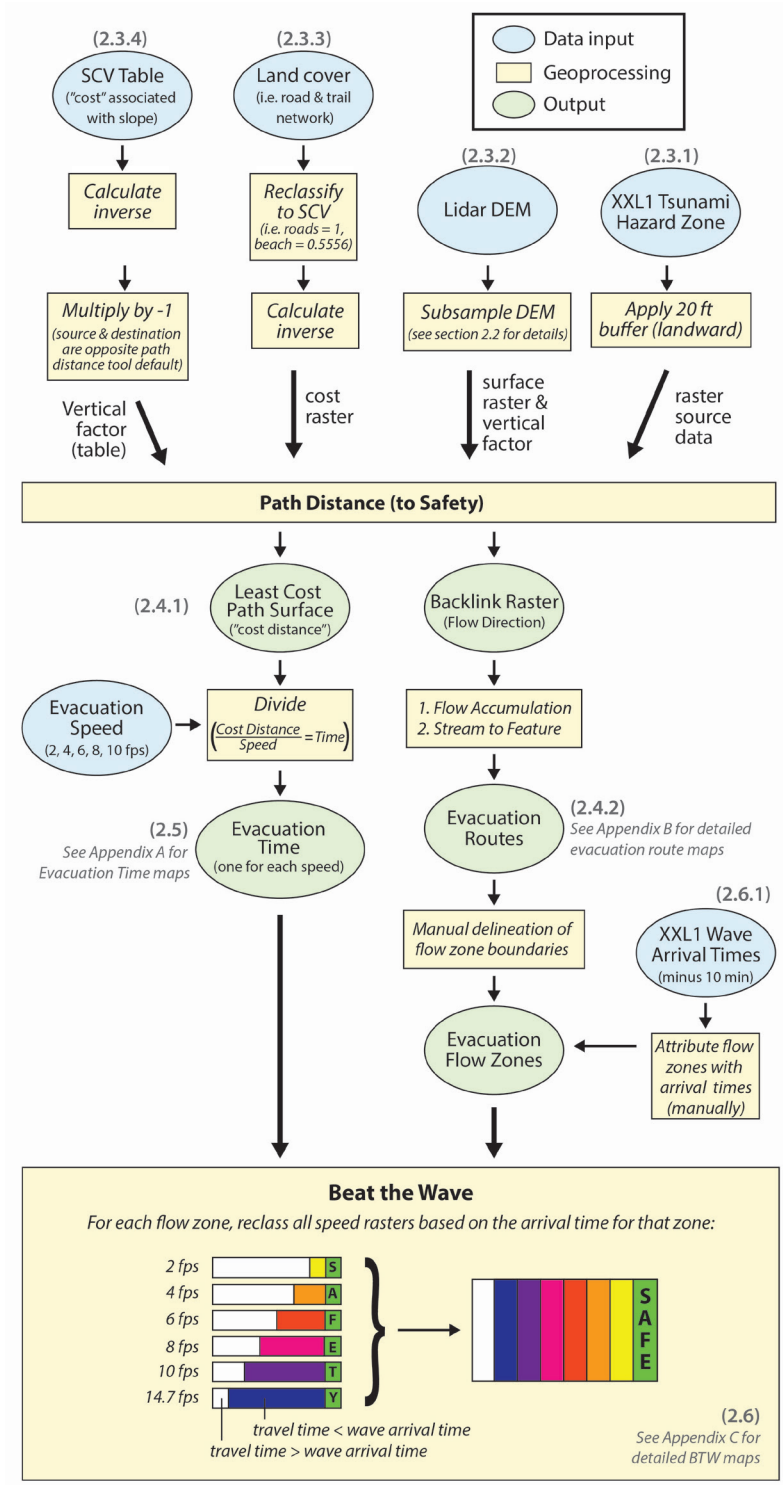 Data input
Geoprocessing
Output
(2.3.4)
SCV Table
("cost" associated
with slope)
Calculate
inverse
Multiply by -1
(source & destination
are opposite path
distance tool default)
Vertical
factor
(table)
(2.3.3)
Land cover
(i.e. road & trail
network)
Reclassify
to SCV
(i.e. roads = 1,
beach = 0.5556)
Calculate
inverse
cost
raster
(2.3.2)
Lidar DEM
Subsample DEM
(see section 2.2 for details)
surface
raster &
vertical
factor
(2.3.1)
XXL1 Tsunami
Hazard Zone
Apply 20 ft
buffer (landward)
raster
source
data
Path Distance (to Safety)
(2.4.1)
Least Cost
Path Surface
("cost distance")
Evacuation
Speed
(2, 4, 6, 8, 10 fps)
Divide
(Cost Distance
Speed
=Time)
(2.5)
See Appendix A for
Evacuation Time maps
Evacuation
Time
(one for each speed)
Backlink Raster
(Flow Direction)
1. Flow Accumulation
2. Stream to Feature
Evacuation
Routes
(2.4.2)
See Appendix B for detailed
evacuation route maps
Manual delineation of
flow zone boundaries
Evacuation
Flow Zones
(2.6.1)
XXL1 Wave
Arrival Times
(minus 10 min)
Attribute flow
zones with
arrival times
(manually)
Beat the Wave
For each flow zone, reclass all speed rasters based on the arrival time for that zone:
2 fps S
4 fps A
6 fps F
8 fps E
10 fps T
14.7 fps Y
travel time < wave arrival time
travel time > wave arrival time
S
A
F
E
(2.6)
See Appendix C for
detailed BTW maps